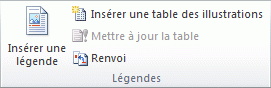 Insérer une
légende
Insérer une table des illustrations
Mettre à jour la table
Renvoi
Légendes